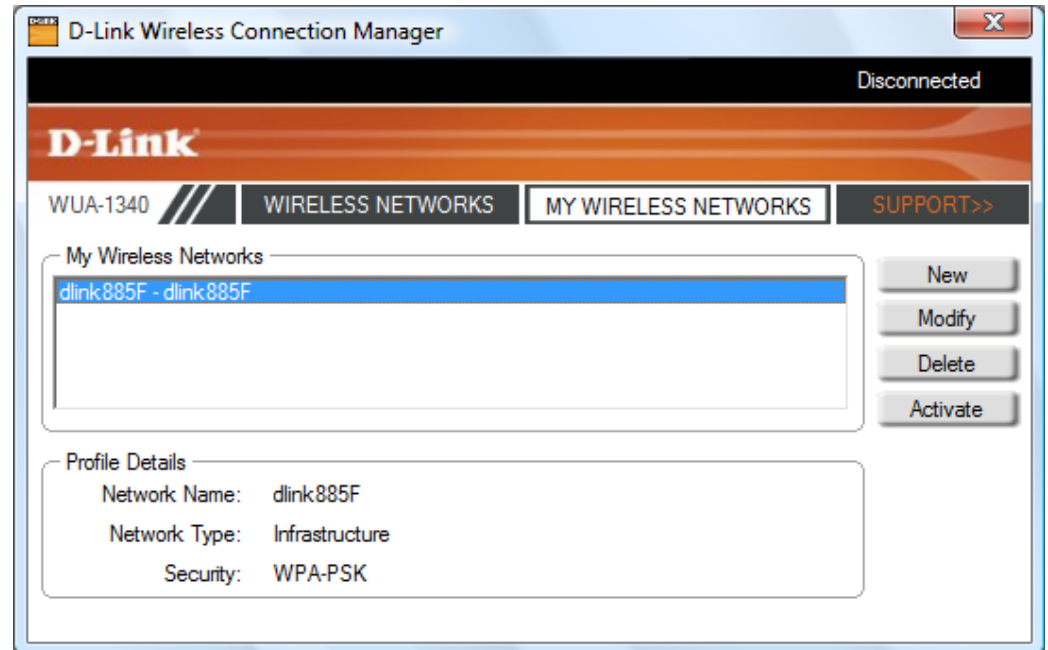 D-Link Wireless Connection Manager
Disconnected
D-Link
WUA-1340 WIRELESS NETWORKS MY WIRELESS NETWORKS SUPPORT>>
My Wireless Networks
dlink885F - dlink885F
New
Modify
Delete
Activate
Profile Details
Network Name: dlink885F
Network Type: Infrastructure
Security: WPA-PSK